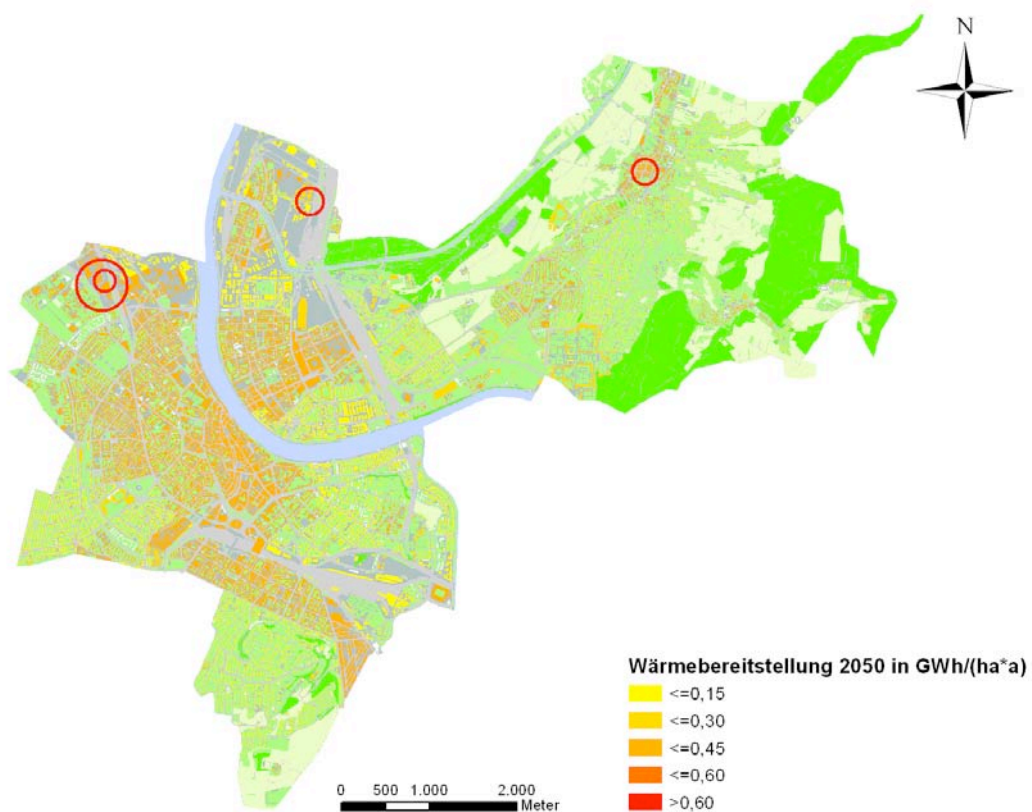 N
Wärmebereitstellung 2050 in GWh/(ha*a)
<=0,15
<=0,30
<=0,45
<=0,60
>0,60
0 500 1.000 2.000
Meter